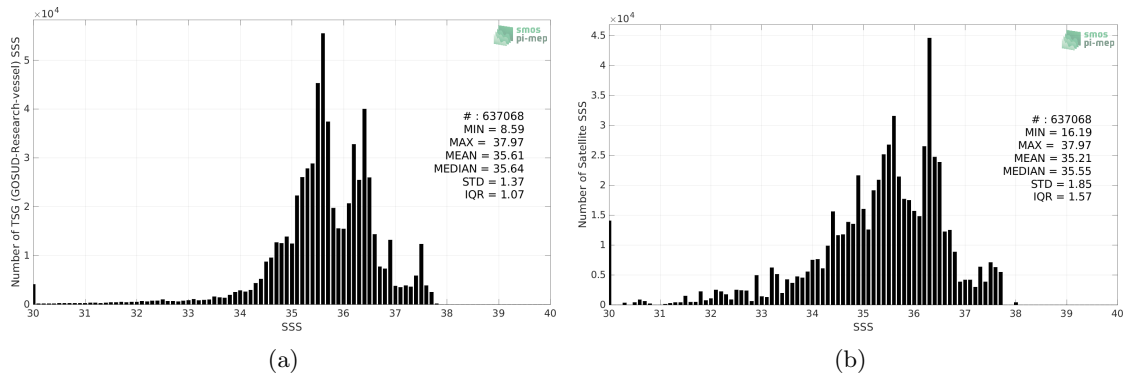 ×10⁴
Number of TSG (GOSUD-Research-vessel) SSS
5
4
3
2
1
0
30 31 32 33 34 35 36 37 38 39 40
SSS
smos
pi-mep
# : 637068
MIN = 8.59
MAX = 37.97
MEAN = 35.61
MEDIAN = 35.64
STD = 1.37
IQR = 1.07
(a)
×10⁴
Number of Satellite SSS
4.5
4
3.5
3
2.5
2
1.5
1
0.5
0
30 31 32 33 34 35 36 37 38 39 40
SSS
smos
pi-mep
# : 637068
MIN = 16.19
MAX = 37.97
MEAN = 35.21
MEDIAN = 35.55
STD = 1.85
IQR = 1.57
(b)